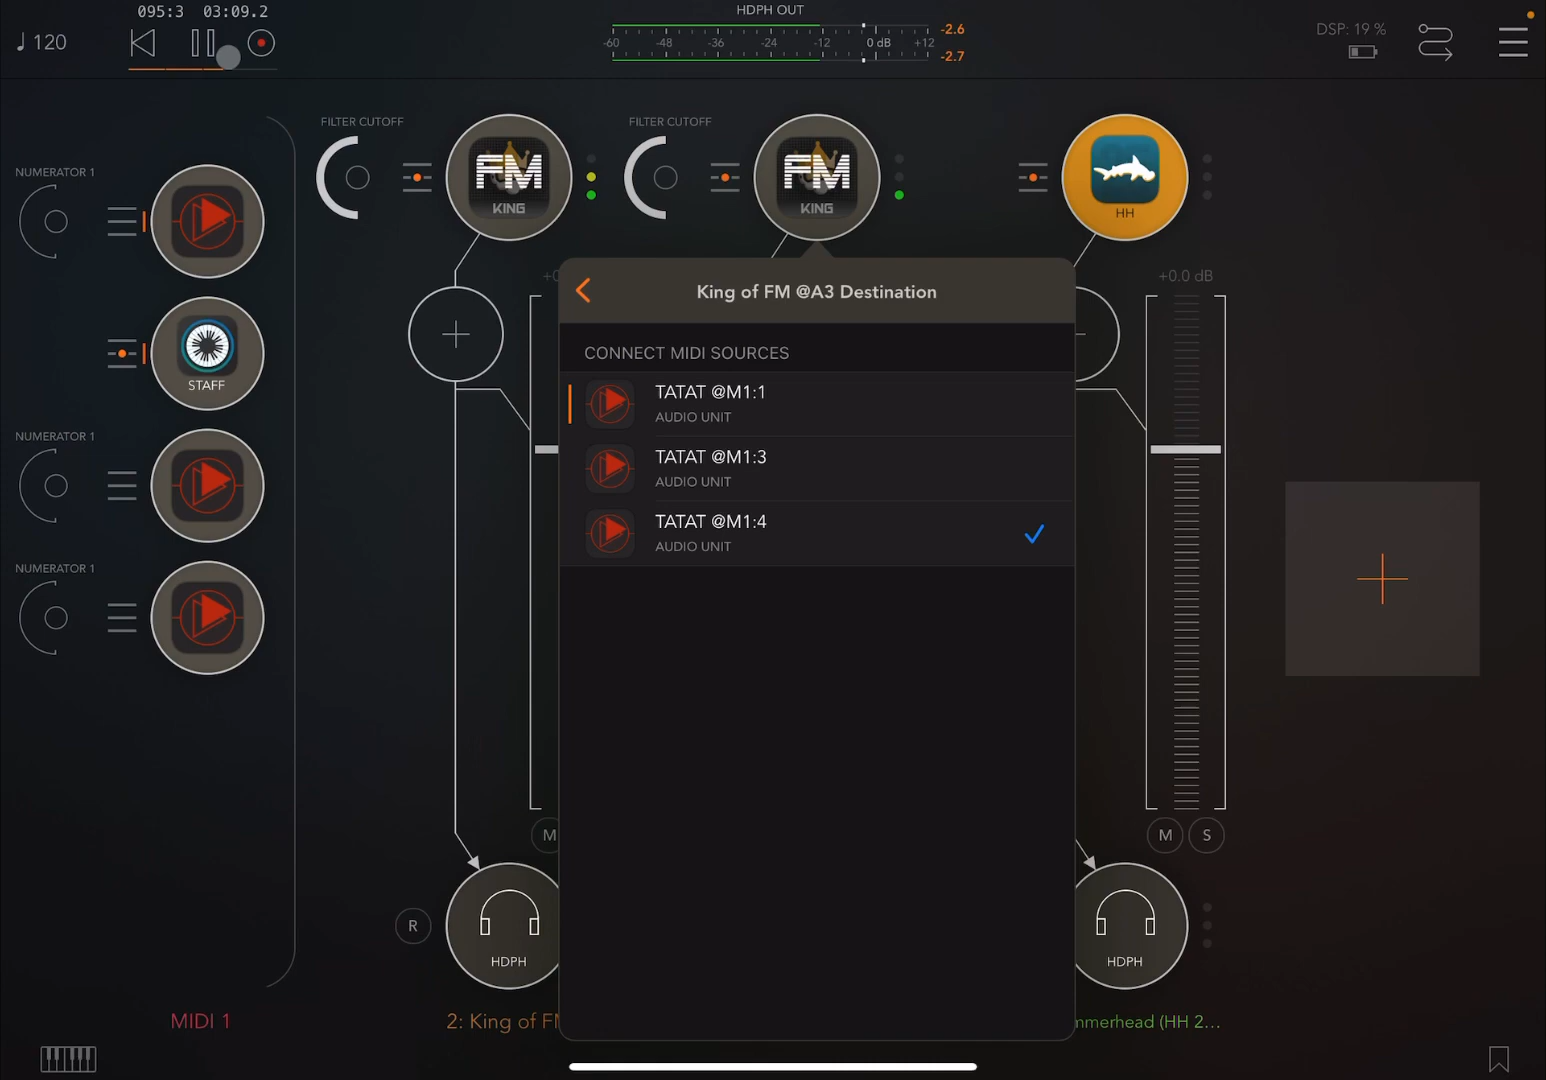 095:3 03:09.2
HDPH OUT
120
-60 -48 -36 -24 -12 0 dB +12
-2.6
-2.7
DSP: 19 %
FILTER CUTOFF
FILTER CUTOFF
NUMERATOR 1
FM
KING
FM
KING
HH
STAFF
+0
+0.0 dB
King of FM @A3 Destination
CONNECT MIDI SOURCES
TATAT @M1:1
AUDIO UNIT
TATAT @M1:3
AUDIO UNIT
TATAT @M1:4
AUDIO UNIT
NUMERATOR 1
NUMERATOR 1
M
M
S
R
HDPH
HDPH
MIDI 1
2: King of F
mmerhead (HH 2...